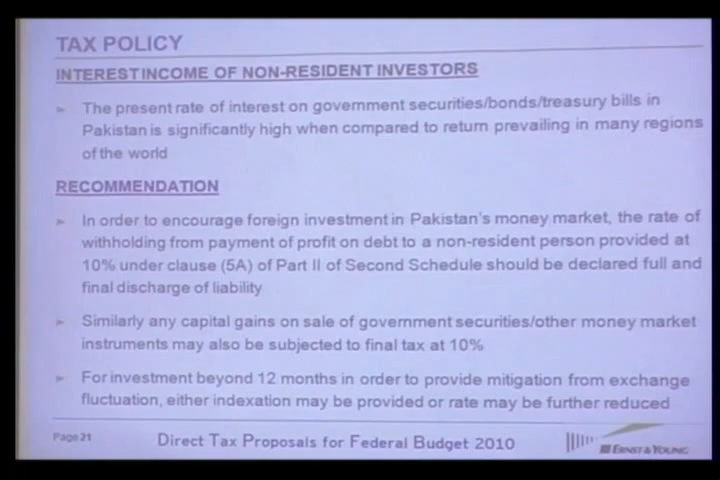 TAX POLICY
INTEREST INCOME OF NON-RESIDENT INVESTORS
➢ The present rate of interest on government securities/bonds/treasury bills in
Pakistan is significantly high when compared to return prevailing in many regions
of the world
RECOMMENDATION
➢ In order to encourage foreign investment in Pakistan's money market, the rate of
withholding from payment of profit on debt to a non-resident person provided at
10% under clause (5A) of Part II of Second Schedule should be declared full and
final discharge of liability
➢ Similarly any capital gains on sale of government securities/other money market
instruments may also be subjected to final tax at 10%
➢ For investment beyond 12 months in order to provide mitigation from exchange
fluctuation, either indexation may be provided or rate may be further reduced
Page 21
Direct Tax Proposals for Federal Budget 2010
ERNST & YOUNG